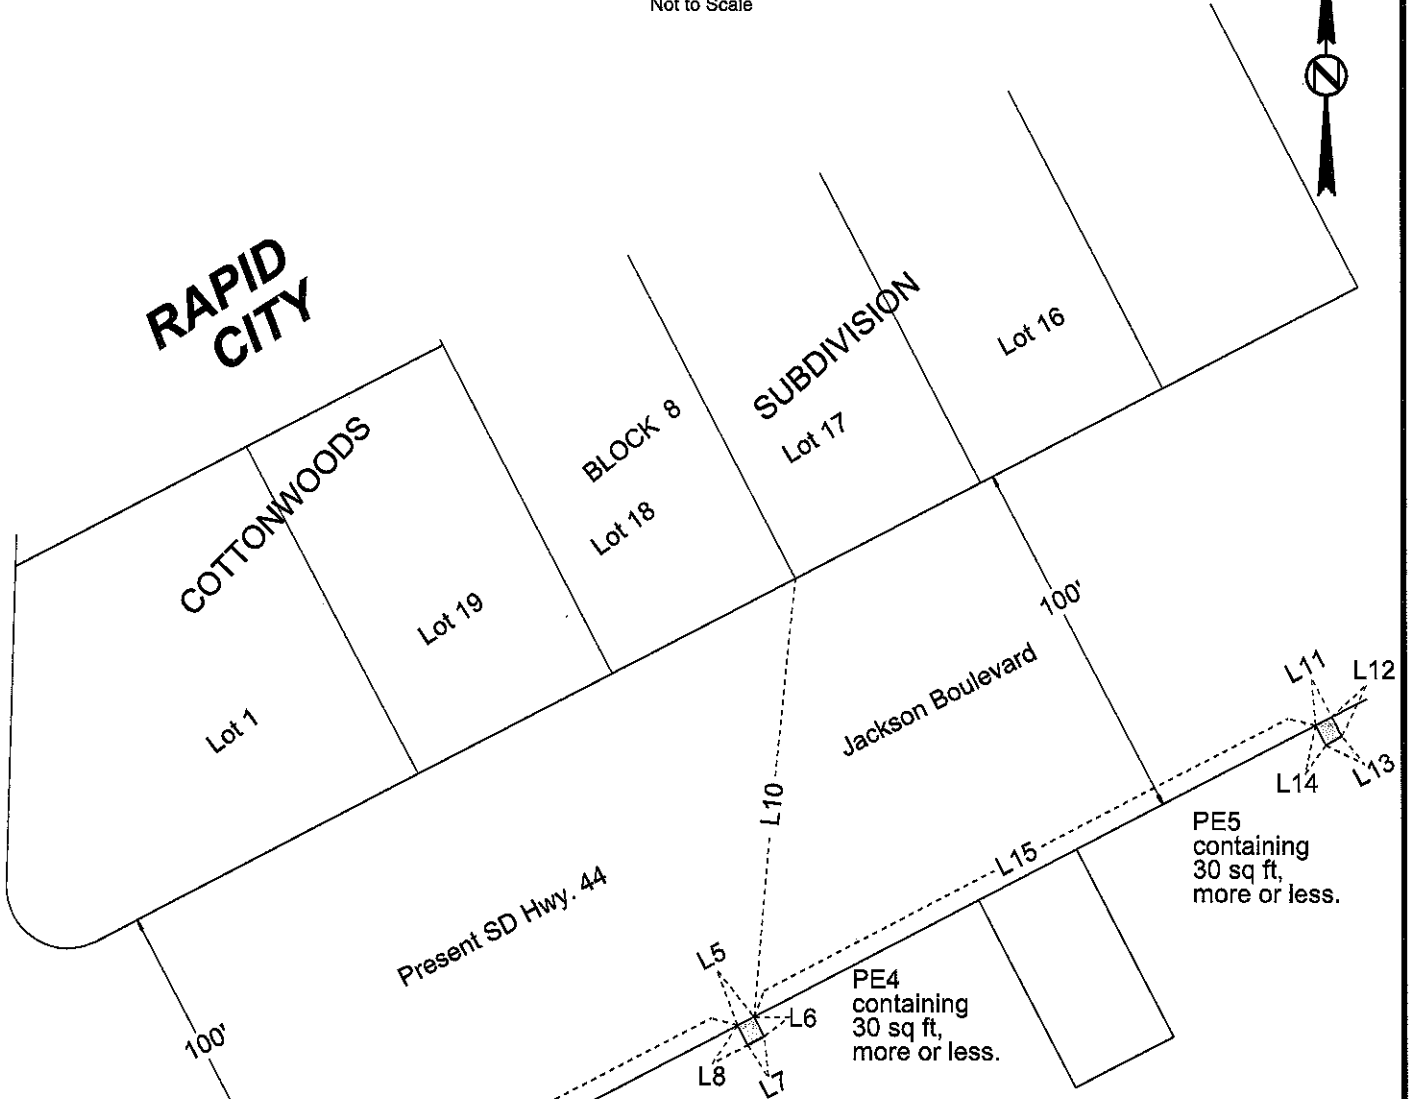 Not to Scale
N
RAPID
CITY
COTTONWOODS
BLOCK 8
SUBDIVISION
Lot 16
Lot 17
Lot 18
Lot 19
Lot 1
100'
Jackson Boulevard
L11
L12
L13
L14
L10
L15
PE5
containing
30 sq ft,
more or less.
Present SD Hwy. 44
L5
L6
L7
L8
PE4
containing
30 sq ft,
more or less.
100'